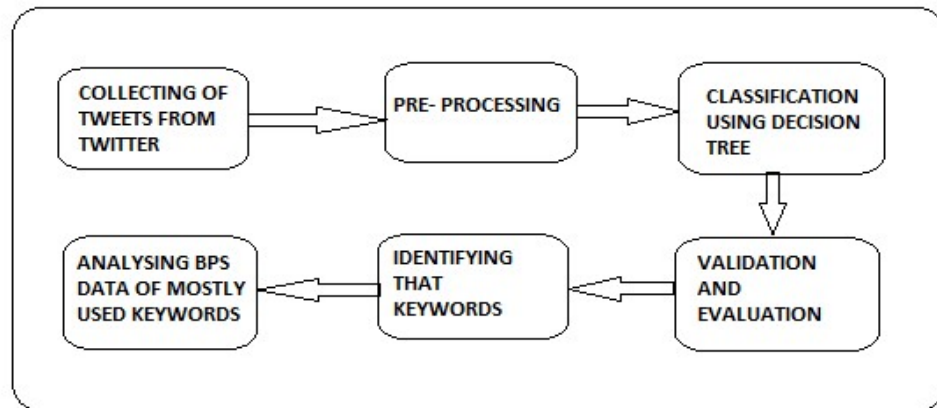 COLLECTING OF
TWEETS FROM
TWITTER
PRE- PROCESSING
CLASSIFICATION
USING DECISION
TREE
VALIDATION
AND
EVALUATION
IDENTIFYING
THAT
KEYWORDS
ANALYSING BPS
DATA OF MOSTLY
USED KEYWORDS